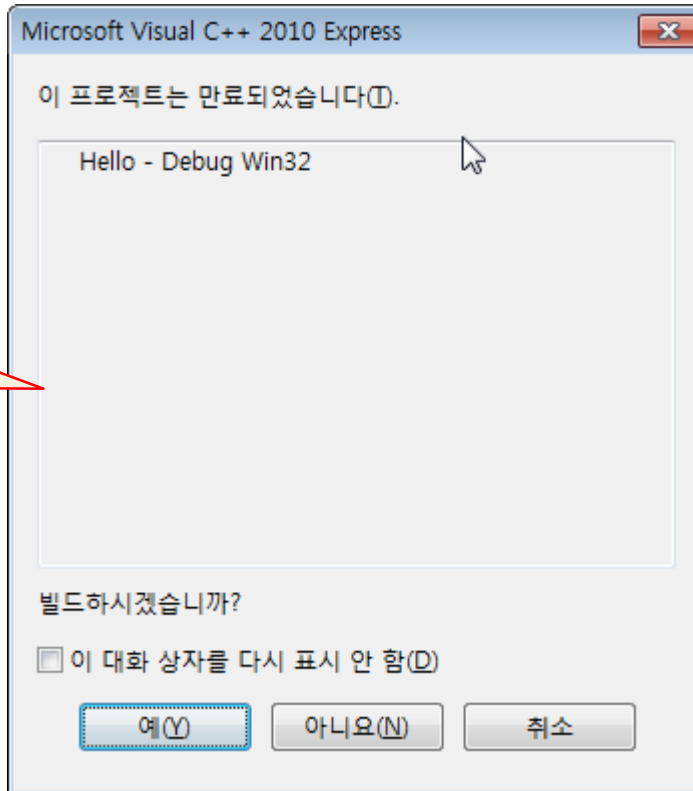 Microsoft Visual C++ 2010 Express
이 프로젝트는 만료되었습니다(T).
Hello - Debug Win32
빌드하시겠습니까?
이 대화 상자를 다시 표시 안 함(D)
예(Y) 아니요(N) 취소